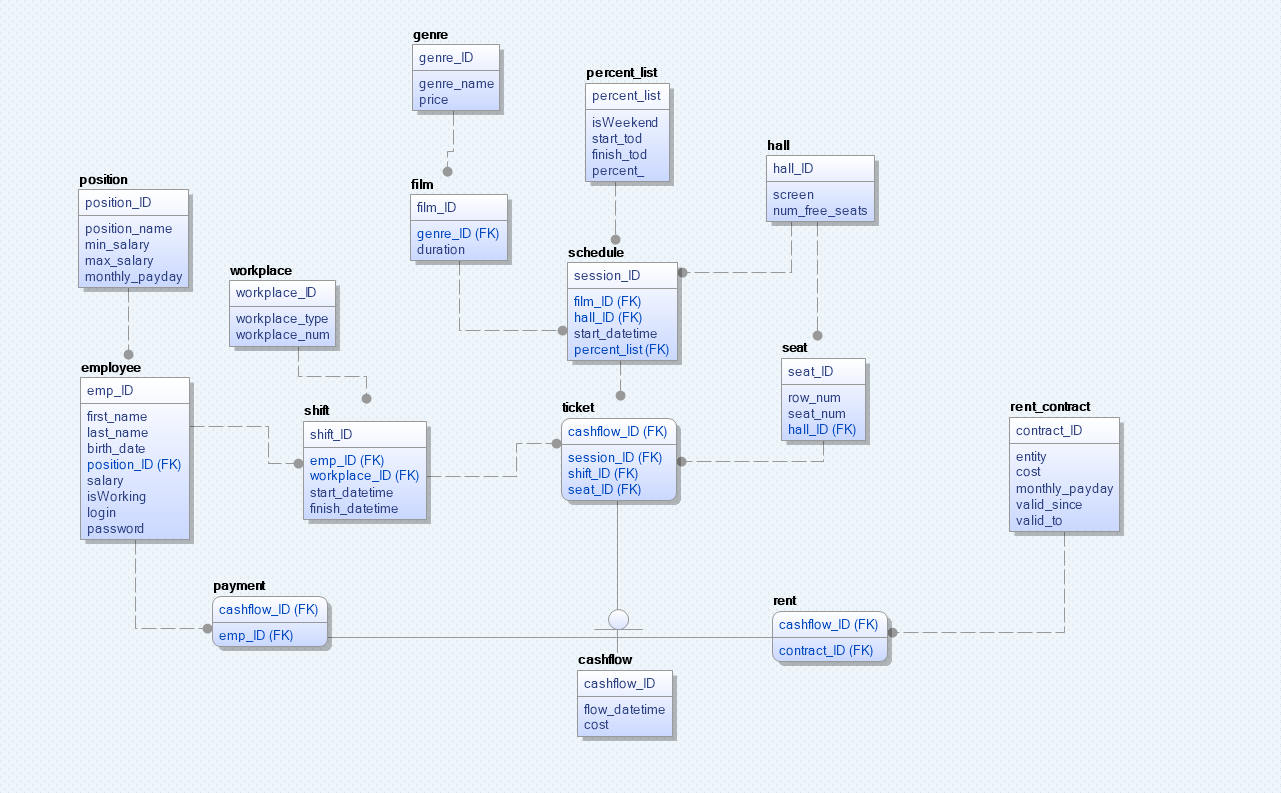 genre
genre_ID
genre_name
price
percent_list
percent_list
isWeekend
start_tod
finish_tod
percent_
hall
hall_ID
screen
num_free_seats
position
position_ID
position_name
min_salary
max_salary
monthly_payday
film
film_ID
genre_ID (FK)
duration
workplace
workplace_ID
workplace_type
workplace_num
schedule
session_ID
film_ID (FK)
hall_ID (FK)
start_datetime
percent_list (FK)
seat
seat_ID
row_num
seat_num
hall_ID (FK)
employee
emp_ID
first_name
last_name
birth_date
position_ID (FK)
salary
isWorking
login
password
shift
shift_ID
emp_ID (FK)
workplace_ID (FK)
start_datetime
finish_datetime
ticket
cashflow_ID (FK)
session_ID (FK)
shift_ID (FK)
seat_ID (FK)
rent_contract
contract_ID
entity
cost
monthly_payday
valid_since
valid_to
payment
cashflow_ID (FK)
emp_ID (FK)
rent
cashflow_ID (FK)
contract_ID (FK)
cashflow
cashflow_ID
flow_datetime
cost